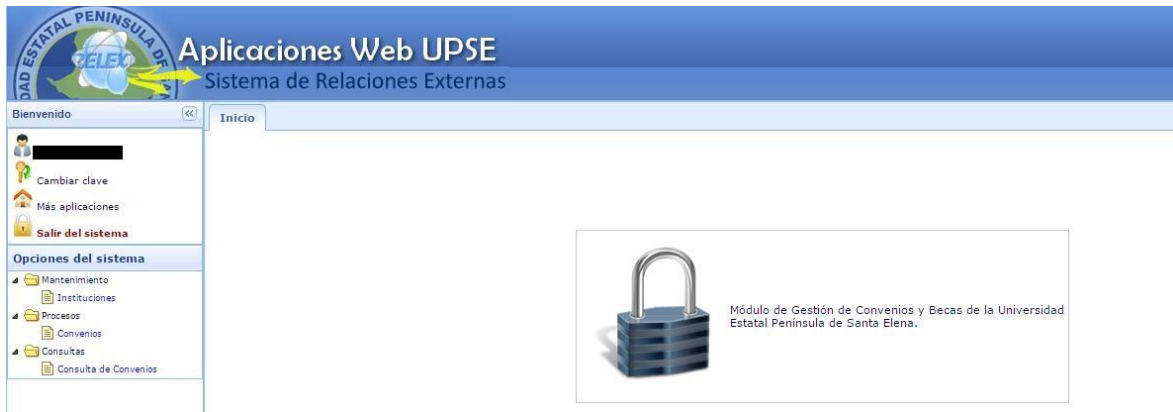 DAD ESTATAL PENINSULA DE
RELEX
Aplicaciones Web UPSE
Sistema de Relaciones Externas
Bienvenido
Inicio
Cambiar clave
Más aplicaciones
Salir del sistema
Opciones del sistema
Mantenimiento
Instituciones
Procesos
Convenios
Consultas
Consulta de Convenios
Módulo de Gestión de Convenios y Becas de la Universidad
Estatal Península de Santa Elena.